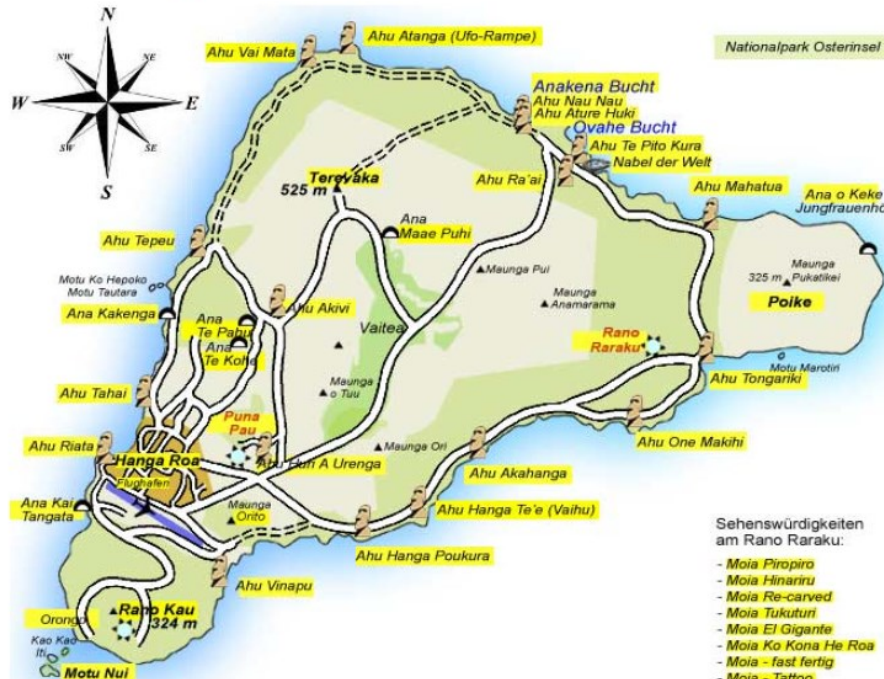 N
NW
NE
W
E
SW
SE
S
Ahu Vai Mata
Ahu Atanga (Ufo-Rampe)
Nationalpark Osterinsel
Anakena Bucht
Ahu Nau Nau
Ahu Ature Huki
Ovahe Bucht
Ahu Te Pito Kura
Nabel der Welt
Ahu Ra'ai
Terevaka
525 m
Ahu Mahatua
Ana o Keke
Jungfrauenhö
Ana
Maae Puhi
Ahu Tepeu
Motu Ko Hepoko
Motu Tautara
Maunga Pui
325 m
Maunga
Pukatikei
Poike
Maunga
Anamarama
Ana Kakenga
Ana
Te Pahu
Ana
Te Kohe
Ahu Akivi
Vaitea
Rano
Raraku
Motu Marotiri
Ahu Tongariki
Maunga
o Tuu
Ahu Tahai
Puna
Pau
Ahu One Makihi
Ahu Riata
Hanga Roa
Ahu Huri A Urenga
Maunga Ori
Ahu Akahanga
Flughafen
Ana Kai
Tangata
Maunga
Orito
Ahu Hanga Te'e (Vaihu)
Ahu Hanga Poukura
Ahu Vinapu
Orongo
Rano Kau
324 m
Kao Kao
Iti
Motu Nui
Sehenswürdigkeiten
am Rano Raraku:
- Moia Piropiro
- Moia Hinariru
- Moia Re-carved
- Moia Tukuturi
- Moia El Gigante
- Moia Ko Kona He Roa
- Moia - fast fertig
- Moia - Tattoo